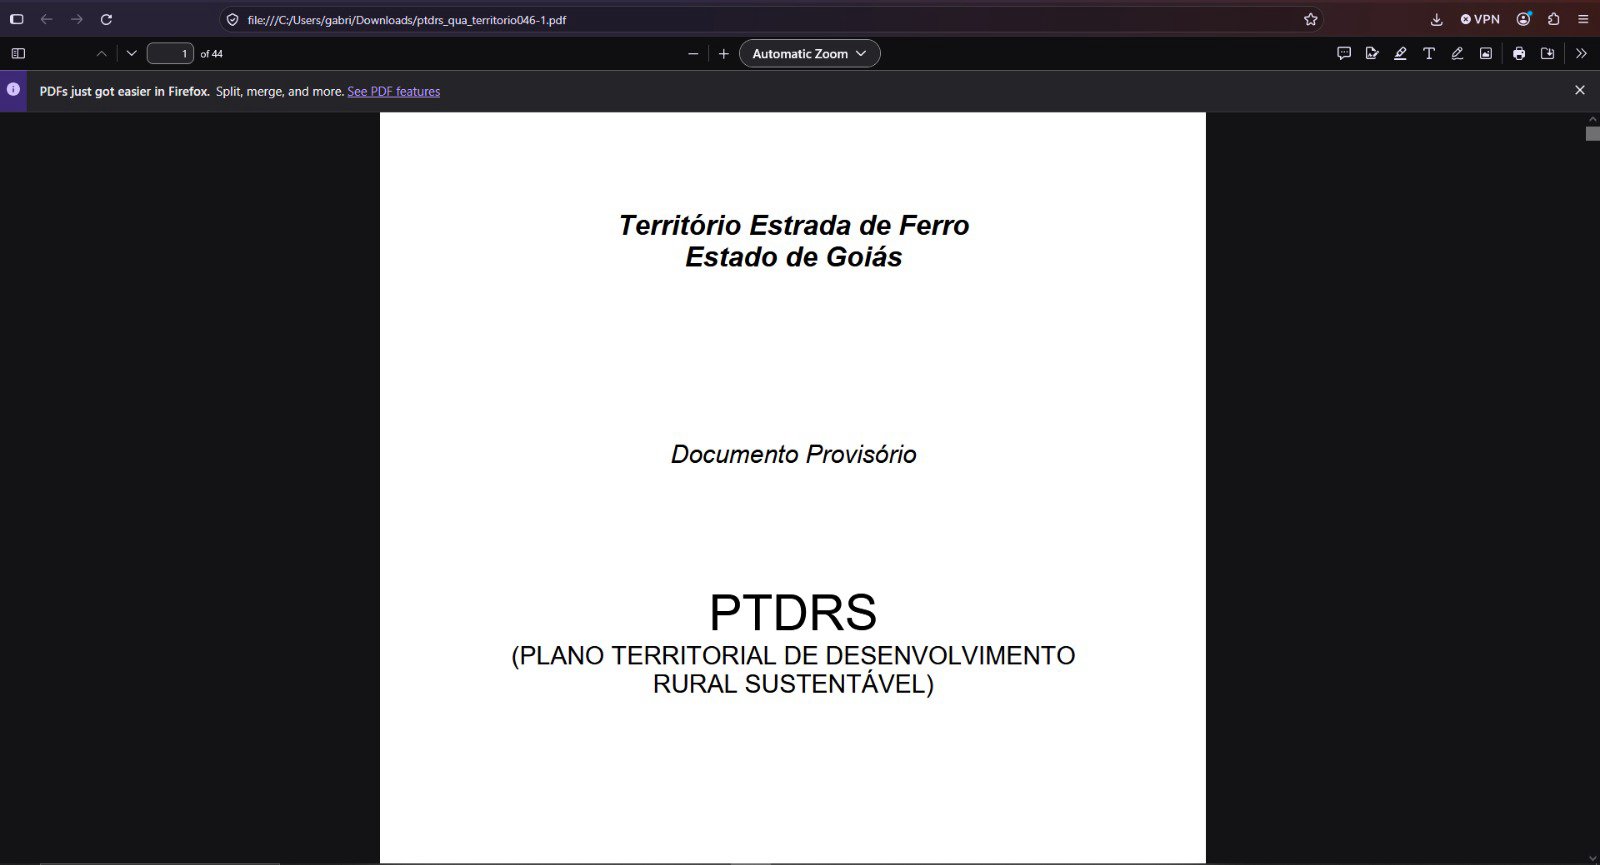 file:///C:/Users/gabri/Downloads/ptdrs_qua_territorio046-1.pdf
VPN
1 of 44
Automatic Zoom
PDFs just got easier in Firefox. Split, merge, and more. See PDF features
Território Estrada de Ferro
Estado de Goiás
Documento Provisório
PTDRS
(PLANO TERRITORIAL DE DESENVOLVIMENTO
RURAL SUSTENTÁVEL)